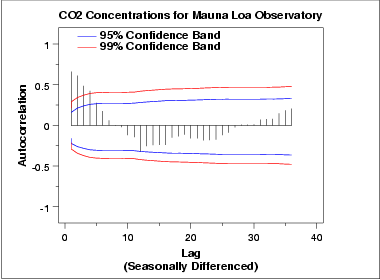 CO2 Concentrations for Mauna Loa Observatory
95% Confidence Band
99% Confidence Band
1
0.5
0
-0.5
-1
Autocorrelation
0 10 20 30 40
Lag
(Seasonally Differenced)